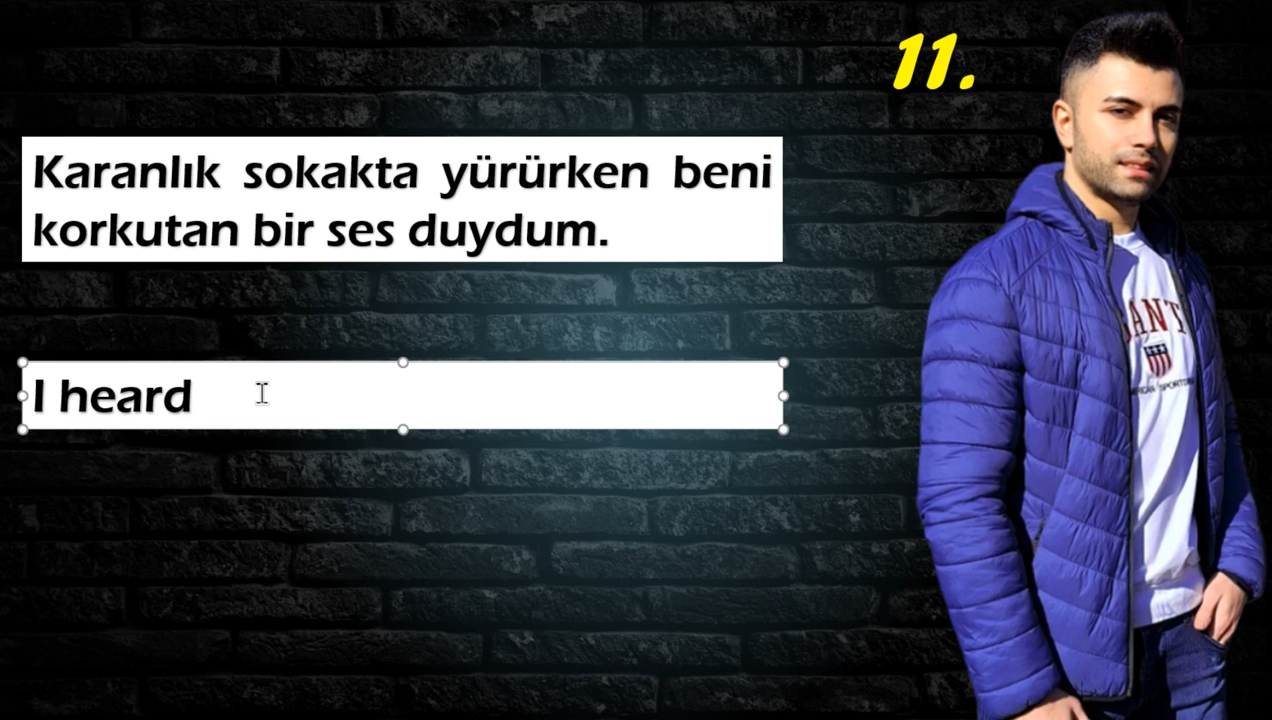 11.
Karanlık sokakta yürürken beni
korkutan bir ses duydum.
I heard